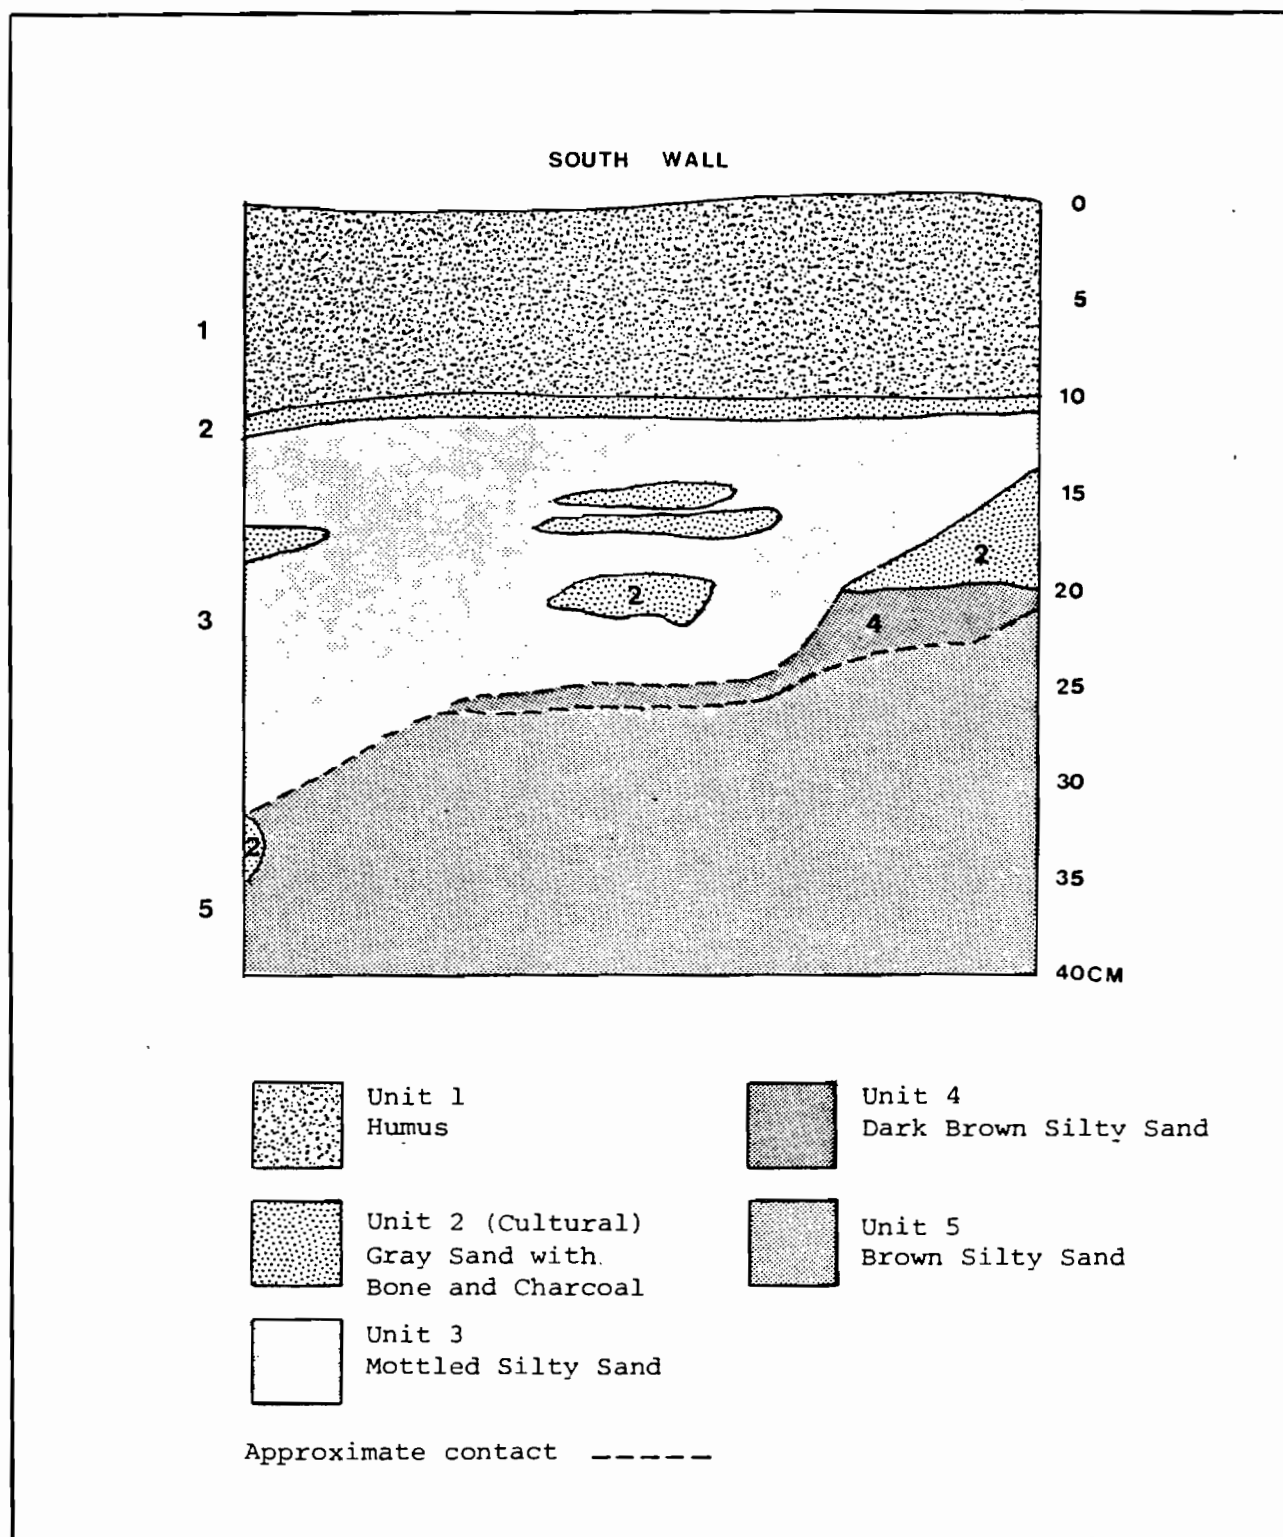 SOUTH WALL
0
5
1
10
2
15
2
20
2
3
4
25
30
2
35
5
40CM
Unit 1
Humus
Unit 4
Dark Brown Silty Sand
Unit 2 (Cultural)
Gray Sand with
Bone and Charcoal
Unit 5
Brown Silty Sand
Unit 3
Mottled Silty Sand
Approximate contact